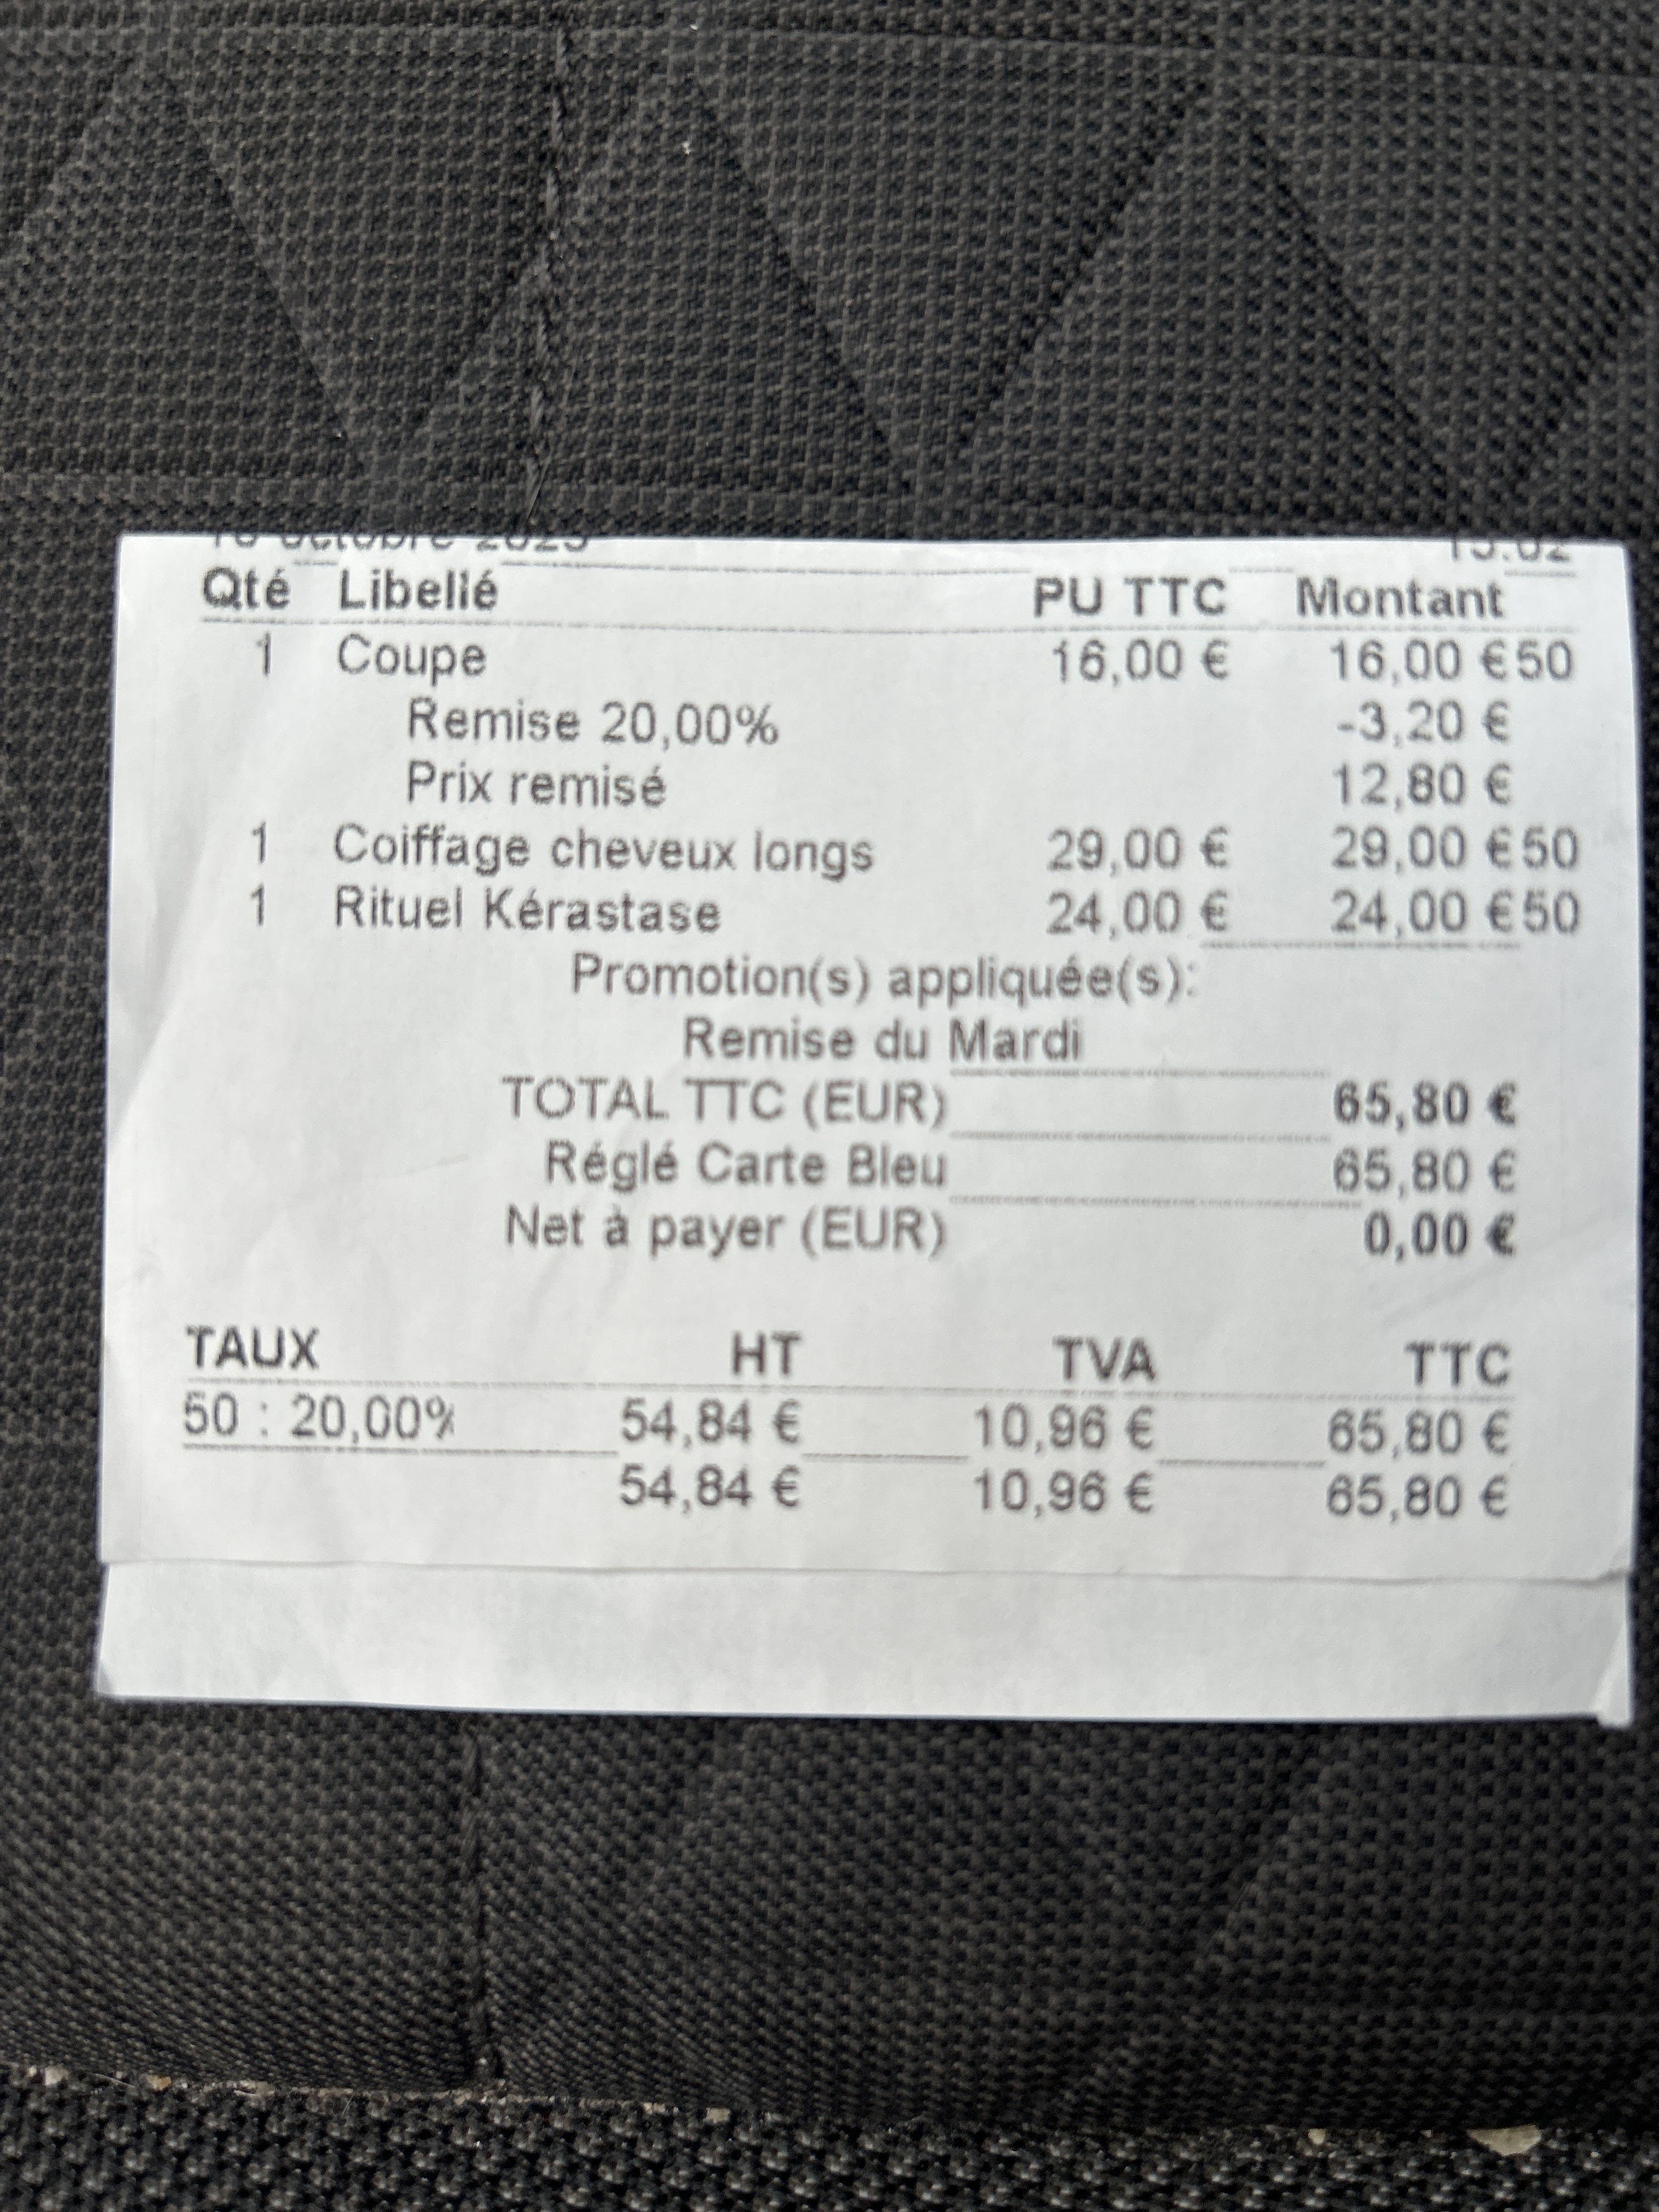 octobre 2023
Qté Libellé PU TTC Montant
1 Coupe 16,00 € 16,00 € 50
Remise 20,00% -3,20 €
Prix remisé 12,80 €
1 Coiffage cheveux longs 29,00 € 29,00 € 50
1 Rituel Kérastase 24,00 € 24,00 € 50
Promotion(s) appliquée(s):
Remise du Mardi
TOTAL TTC (EUR) 65,80 €
Réglé Carte Bleu 65,80 €
Net à payer (EUR) 0,00 €
TAUX HT TVA TTC
50 : 20,00% 54,84 € 10,96 € 65,80 €
54,84 € 10,96 € 65,80 €